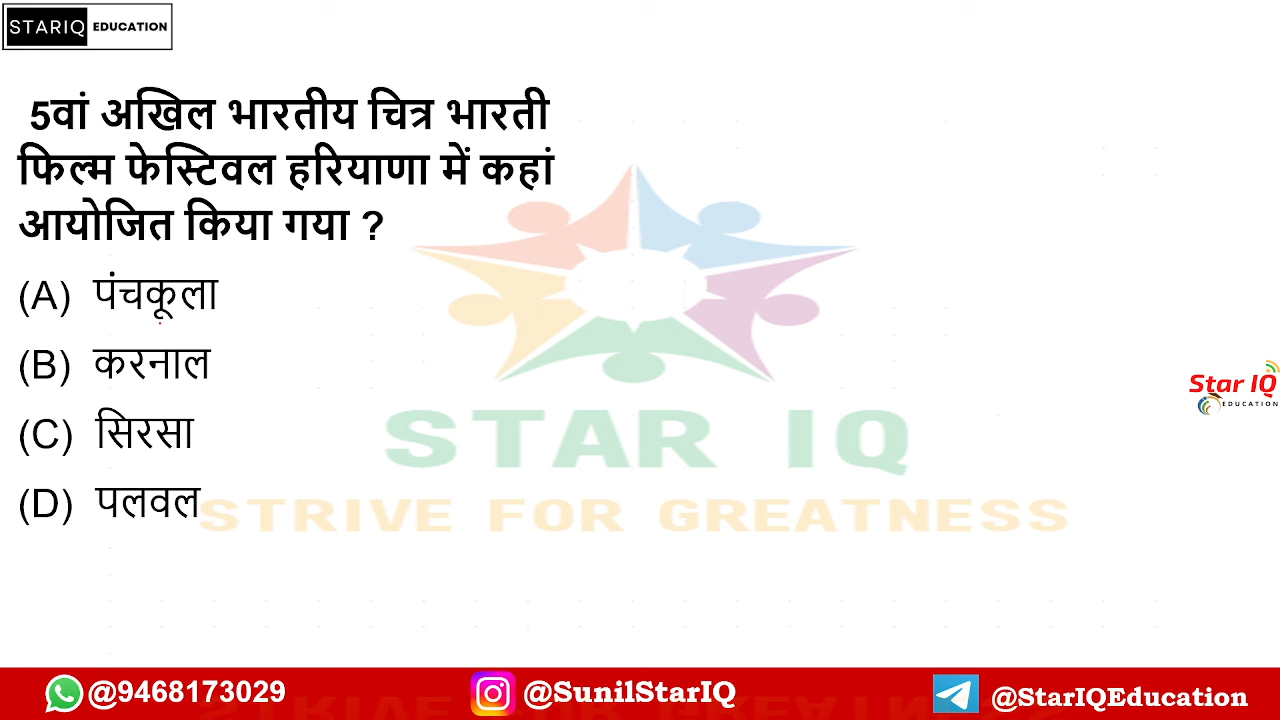 STARIQ EDUCATION
5वां अखिल भारतीय चित्र भारती
फिल्म फेस्टिवल हरियाणा में कहां
आयोजित किया गया ?
(A) पंचकूला
(B) करनाल
(C) सिरसा
(D) पलवल
STAR IQ
STRIVE FOR GREATNESS
Star IQ
EDUCATION
@9468173029 @SunilStarIQ @StarIQEducation